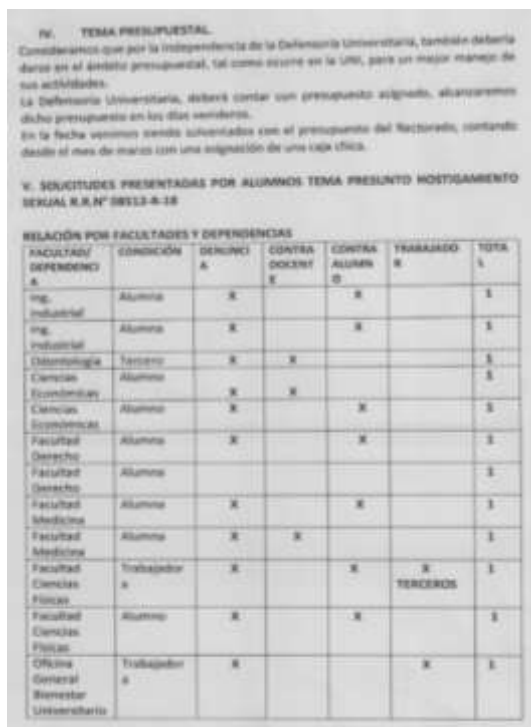 IV. TEMA PRESUPUESTAL.
Consideramos que por la independencia de la Defensoría Universitaria, también debería
darse en el ámbito presupuestal, tal como ocurre en la UNI, para un mejor manejo de
sus actividades.
La Defensoría Universitaria, deberá contar con presupuesto asignado, alcanzaremos
dicho presupuesto en los días venideros.
En la fecha venimos siendo solventados con el presupuesto del Rectorado, contando
desde el mes de marzo con una asignación de una caja chica.
V. SOLICITUDES PRESENTADAS POR ALUMNOS TEMA PRESUNTO HOSTIGAMIENTO
SEXUAL R.R.N° 08512-R-18
RELACIÓN POR FACULTADES Y DEPENDENCIAS
FACULTAD/ CONDICIÓN DENUNCI CONTRA CONTRA TRABAJADO TOTA
DEPENDENCI A DOCENT ALUMN R L
A E O
Ing. Alumna X X 1
Industrial
Ing. Alumna X X 1
Industrial
Odontología Tercero X X 1
Ciencias Alumno 1
Económicas X X
Ciencias Alumno X X 1
Económicas
Facultad Alumna X X 1
Derecho
Facultad Alumna 1
Derecho
Facultad Alumna X X 1
Medicina
Facultad Alumna X X 1
Medicina
Facultad Trabajador X X X 1
Ciencias a TERCEROS
Físicas
Facultad Alumno X X 1
Ciencias
Físicas
Oficina Trabajador X X 1
General a
Bienestar
Universitario